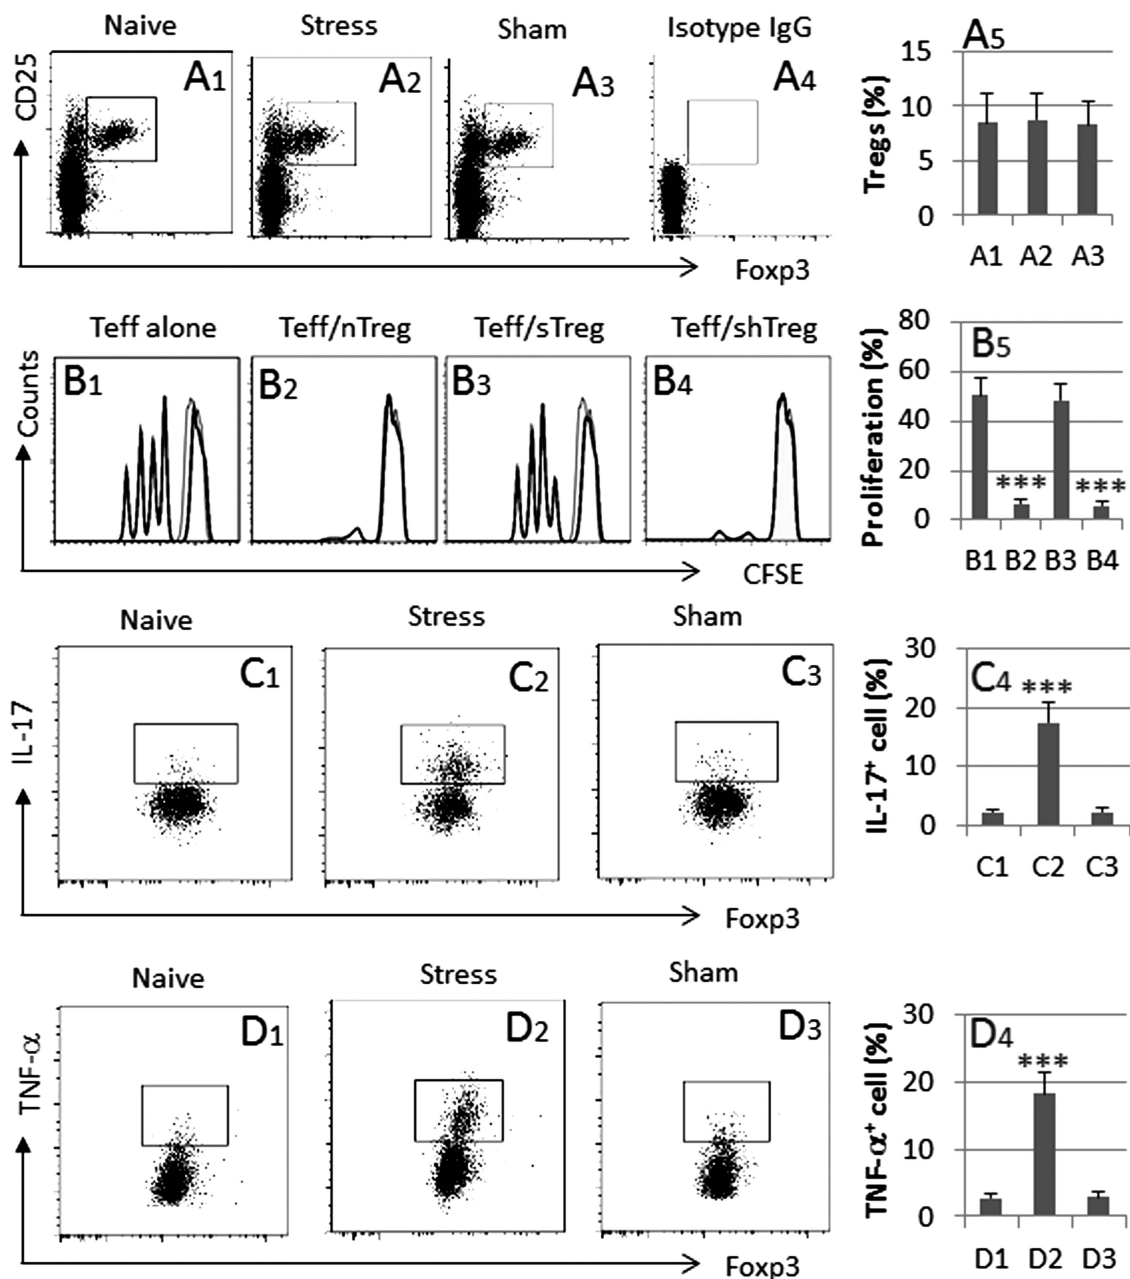 Naive Stress Sham Isotype IgG
CD25
A1 A2 A3 A4
Foxp3
A5
Tregs (%)
15
10
5
0
A1 A2 A3
Teff alone Teff/nTreg Teff/sTreg Teff/shTreg
Counts
B1 B2 B3 B4
CFSE
B5
Proliferation (%)
80
60
40
20
0
*** ***
B1 B2 B3 B4
Naive Stress Sham
IL-17
C1 C2 C3
Foxp3
C4
IL-17+ cell (%)
30
20
10
0
***
C1 C2 C3
Naive Stress Sham
TNF-α
D1 D2 D3
Foxp3
D4
TNF-α+ cell (%)
30
20
10
0
***
D1 D2 D3